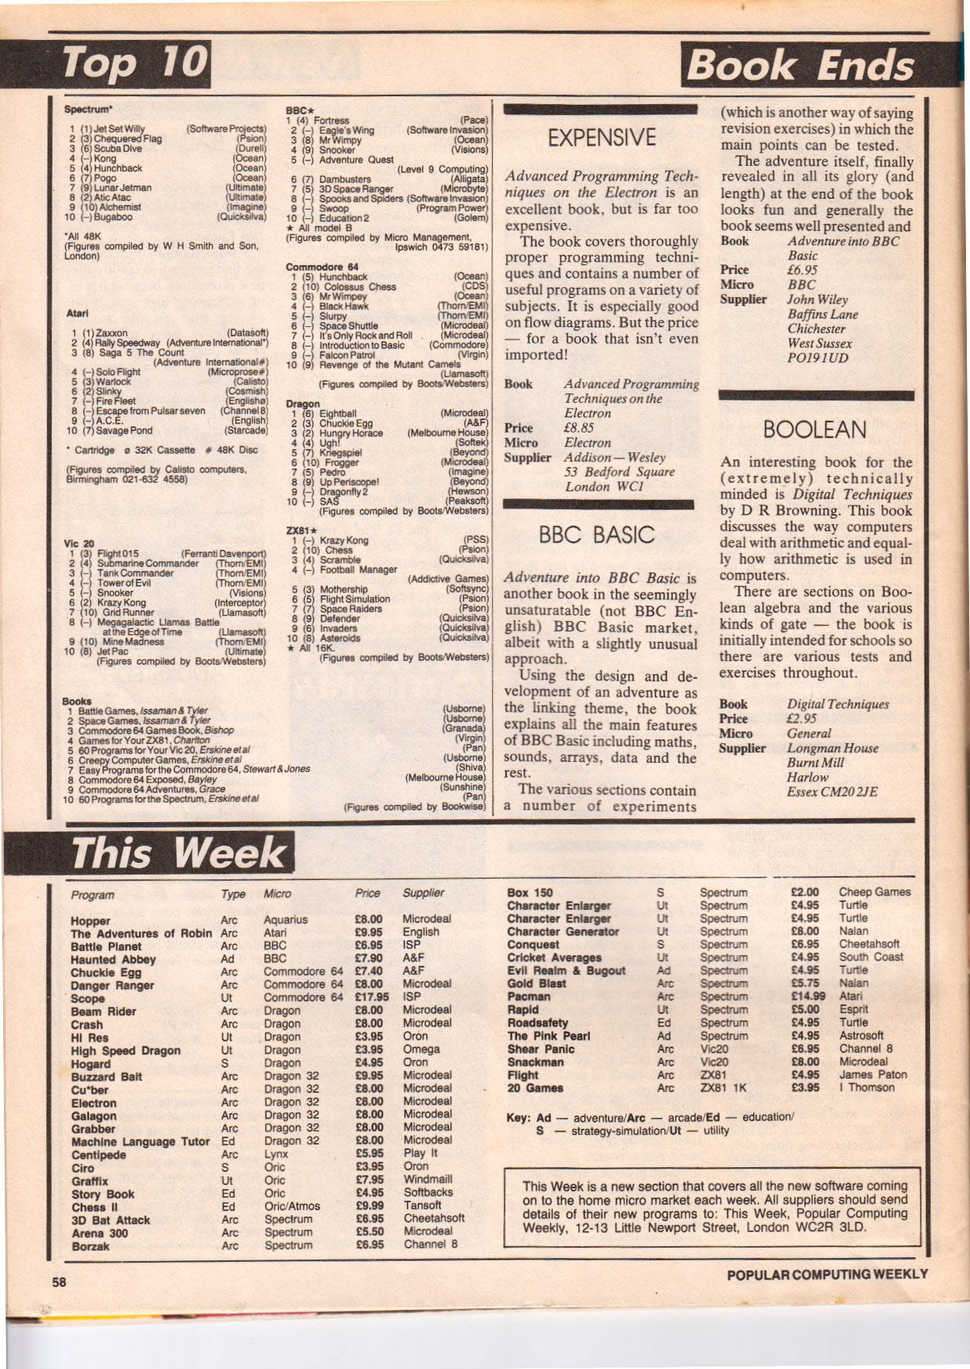 Top 10
Book Ends
Spectrum*
1 (1) Jet Set Willy (Software Projects)
2 (3) Chequered Flag (Psion)
3 (6) Scuba Dive (Durell)
4 (–) Kong (Ocean)
5 (4) Hunchback (Ocean)
6 (7) Pogo (Ocean)
7 (9) Lunar Jetman (Ultimate)
8 (2) Atic Atac (Ultimate)
9 (10) Alchemist (Imagine)
10 (–) Bugaboo (Quicksilva)
*All 48K
(Figures compiled by W H Smith and Son,
London)
Atari
1 (1) Zaxxon (Datasoft)
2 (4) Rally Speedway (Adventure International*)
3 (8) Saga 5 The Count
(Adventure International#)
4 (–) Solo Flight (Microprose#)
5 (3) Warlock (Calisto)
6 (2) Slinky (Cosmish)
7 (–) Fire Fleet (Englishø)
8 (–) Escape from Pulsar seven (Channel 8)
9 (–) A.C.E. (English)
10 (7) Savage Pond (Starcade)
* Cartridge ø 32K Cassette # 48K Disc
(Figures compiled by Calisto computers,
Birmingham 021-632 4558)
Vic 20
1 (3) Flight 015 (Ferranti Davenport)
2 (4) Submarine Commander (Thorn/EMI)
3 (–) Tank Commander (Thorn/EMI)
4 (–) Tower of Evil (Thorn/EMI)
5 (–) Snooker (Visions)
6 (2) Krazy Kong (Interceptor)
7 (10) Grid Runner (Llamasoft)
8 (–) Megagalactic Llamas Battle
at the Edge of Time (Llamasoft)
9 (10) Mine Madness (Thorn/EMI)
10 (8) Jet Pac (Ultimate)
(Figures compiled by Boots/Websters)
BBC★
1 (4) Fortress (Pace)
2 (–) Eagle's Wing (Software Invasion)
3 (8) Mr Wimpy (Ocean)
4 (9) Snooker (Visions)
5 (–) Adventure Quest
(Level 9 Computing)
6 (7) Dambusters (Alligata)
7 (5) 3D Space Ranger (Microbyte)
8 (–) Spooks and Spiders (Software Invasion)
9 (–) Swoop (Program Power)
10 (–) Education 2 (Golem)
★ All model B
(Figures compiled by Micro Management,
Ipswich 0473 59181)
Commodore 64
1 (5) Hunchback (Ocean)
2 (10) Colossus Chess (CDS)
3 (6) Mr Wimpey (Ocean)
4 (–) Black Hawk (Thorn/EMI)
5 (–) Slurpy (Thorn/EMI)
6 (–) Space Shuttle (Microdeal)
7 (–) It's Only Rock and Roll (Microdeal)
8 (–) Introduction to Basic (Commodore)
9 (–) Falcon Patrol (Virgin)
10 (9) Revenge of the Mutant Camels
(Llamasoft)
(Figures compiled by Boots/Websters)
Dragon
1 (6) Eightball (Microdeal)
2 (3) Chuckie Egg (A&F)
3 (2) Hungry Horace (Melbourne House)
4 (4) Ugh! (Softek)
5 (7) Kriegspiel (Beyond)
6 (10) Frogger (Microdeal)
7 (5) Pedro (Imagine)
8 (9) Up Periscope! (Beyond)
9 (–) Dragonfly 2 (Hewson)
10 (–) SAS (Peaksoft)
(Figures compiled by Boots/Websters)
ZX81★
1 (–) Krazy Kong (PSS)
2 (10) Chess (Psion)
3 (4) Scramble (Quicksilva)
4 (–) Football Manager
(Addictive Games)
5 (3) Mothership (Softsync)
6 (5) Flight Simulation (Psion)
7 (7) Space Raiders (Psion)
8 (9) Defender (Quicksilva)
9 (6) Invaders (Quicksilva)
10 (8) Asteroids (Quicksilva)
★ All 16K.
(Figures compiled by Boots/Websters)
Books
1 Battle Games, Issaman & Tyler (Usborne)
2 Space Games, Issaman & Tyler (Usborne)
3 Commodore 64 Games Book, Bishop (Granada)
4 Games for Your ZX81, Charlton (Virgin)
5 60 Programs for Your Vic 20, Erskine et al (Pan)
6 Creepy Computer Games, Erskine et al (Usborne)
7 Easy Programs for the Commodore 64, Stewart & Jones (Shiva)
8 Commodore 64 Exposed, Bayley (Melbourne House)
9 Commodore 64 Adventures, Grace (Sunshine)
10 60 Programs for the Spectrum, Erskine et al (Pan)
(Figures compiled by Bookwise)
EXPENSIVE
Advanced Programming Tech-
niques on the Electron is an
excellent book, but is far too
expensive.
The book covers thoroughly
proper programming techni-
ques and contains a number of
useful programs on a variety of
subjects. It is especially good
on flow diagrams. But the price
— for a book that isn't even
imported!
Book Advanced Programming
Techniques on the
Electron
Price £8.85
Micro Electron
Supplier Addison — Wesley
53 Bedford Square
London WC1
BBC BASIC
Adventure into BBC Basic is
another book in the seemingly
unsaturatable (not BBC En-
glish) BBC Basic market,
albeit with a slightly unusual
approach.
Using the design and de-
velopment of an adventure as
the linking theme, the book
explains all the main features
of BBC Basic including maths,
sounds, arrays, data and the
rest.
The various sections contain
a number of experiments
(which is another way of saying
revision exercises) in which the
main points can be tested.
The adventure itself, finally
revealed in all its glory (and
length) at the end of the book
looks fun and generally the
book seems well presented and
Book Adventure into BBC
Basic
Price £6.95
Micro BBC
Supplier John Wiley
Baffins Lane
Chichester
West Sussex
PO19 1UD
BOOLEAN
An interesting book for the
(extremely) technically
minded is Digital Techniques
by D R Browning. This book
discusses the way computers
deal with arithmetic and equal-
ly how arithmetic is used in
computers.
There are sections on Boo-
lean algebra and the various
kinds of gate — the book is
initially intended for schools so
there are various tests and
exercises throughout.
Book Digital Techniques
Price £2.95
Micro General
Supplier Longman House
Burnt Mill
Harlow
Essex CM20 2JE
This Week
Program Type Micro Price Supplier
Hopper Arc Aquarius £8.00 Microdeal
The Adventures of Robin Arc Atari £9.95 English
Battle Planet Arc BBC £6.95 ISP
Haunted Abbey Ad BBC £7.90 A&F
Chuckie Egg Arc Commodore 64 £7.40 A&F
Danger Ranger Arc Commodore 64 £8.00 Microdeal
Scope Ut Commodore 64 £17.95 ISP
Beam Rider Arc Dragon £8.00 Microdeal
Crash Arc Dragon £8.00 Microdeal
HI Res Ut Dragon £3.95 Oron
High Speed Dragon Ut Dragon £3.95 Omega
Hogard S Dragon £4.95 Oron
Buzzard Bait Arc Dragon 32 £9.95 Microdeal
Cu*ber Arc Dragon 32 £8.00 Microdeal
Electron Arc Dragon 32 £8.00 Microdeal
Galagon Arc Dragon 32 £8.00 Microdeal
Grabber Arc Dragon 32 £8.00 Microdeal
Machine Language Tutor Ed Dragon 32 £8.00 Microdeal
Centipede Arc Lynx £5.95 Play It
Ciro S Oric £3.95 Oron
Graffix Ut Oric £7.95 Windmaill
Story Book Ed Oric £4.95 Softbacks
Chess II Ed Oric/Atmos £9.99 Tansoft
3D Bat Attack Arc Spectrum £6.95 Cheetahsoft
Arena 300 Arc Spectrum £5.50 Microdeal
Borzak Arc Spectrum £6.95 Channel 8
Box 150 S Spectrum £2.00 Cheep Games
Character Enlarger Ut Spectrum £4.95 Turtle
Character Enlarger Ut Spectrum £4.95 Turtle
Character Generator Ut Spectrum £8.00 Nalan
Conquest S Spectrum £6.95 Cheetahsoft
Cricket Averages Ut Spectrum £4.95 South Coast
Evil Realm & Bugout Ad Spectrum £4.95 Turtle
Gold Blast Arc Spectrum £5.75 Nalan
Pacman Arc Spectrum £14.99 Atari
Rapid Ut Spectrum £5.00 Esprit
Roadsafety Ed Spectrum £4.95 Turtle
The Pink Pearl Ad Spectrum £4.95 Astrosoft
Shear Panic Arc Vic20 £6.95 Channel 8
Snackman Arc Vic20 £8.00 Microdeal
Flight Arc ZX81 £4.95 James Paton
20 Games Arc ZX81 1K £3.95 I Thomson
Key: Ad — adventure/Arc — arcade/Ed — education/
S — strategy-simulation/Ut — utility
This Week is a new section that covers all the new software coming
on to the home micro market each week. All suppliers should send
details of their new programs to: This Week, Popular Computing
Weekly, 12-13 Little Newport Street, London WC2R 3LD.
58
POPULAR COMPUTING WEEKLY